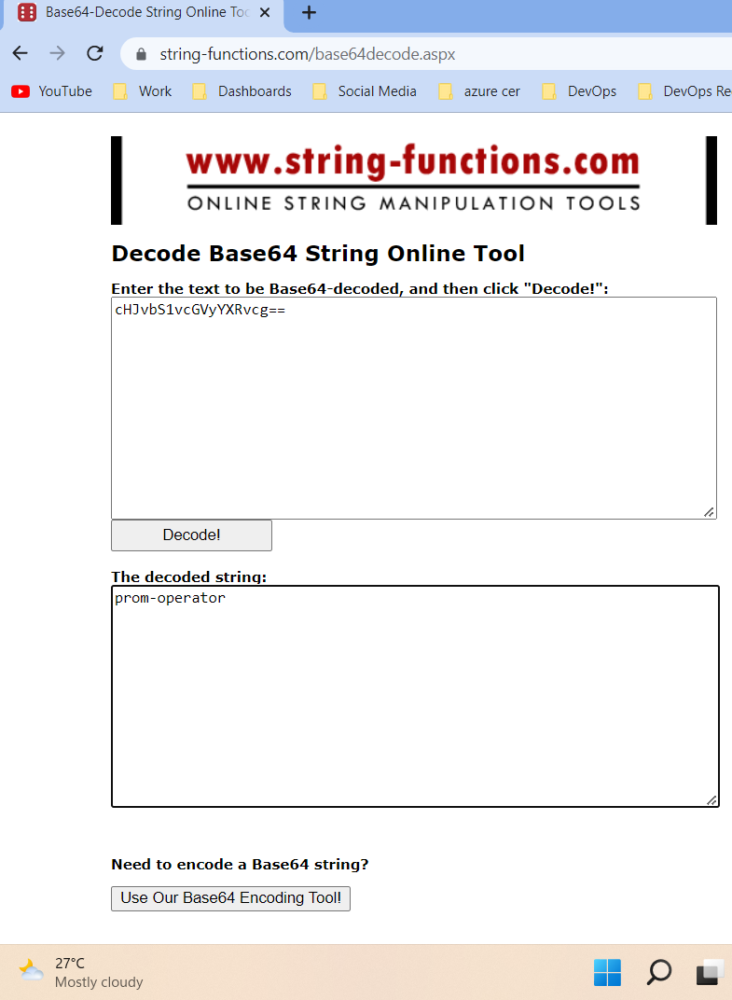 Base64-Decode String Online Too
string-functions.com/base64decode.aspx
YouTube Work Dashboards Social Media azure cer DevOps DevOps Re
www.string-functions.com
ONLINE STRING MANIPULATION TOOLS
Decode Base64 String Online Tool
Enter the text to be Base64-decoded, and then click "Decode!":
cHJvbS1vcGVyYXRvcg==
Decode!
The decoded string:
prom-operator
Need to encode a Base64 string?
Use Our Base64 Encoding Tool!
27°C
Mostly cloudy